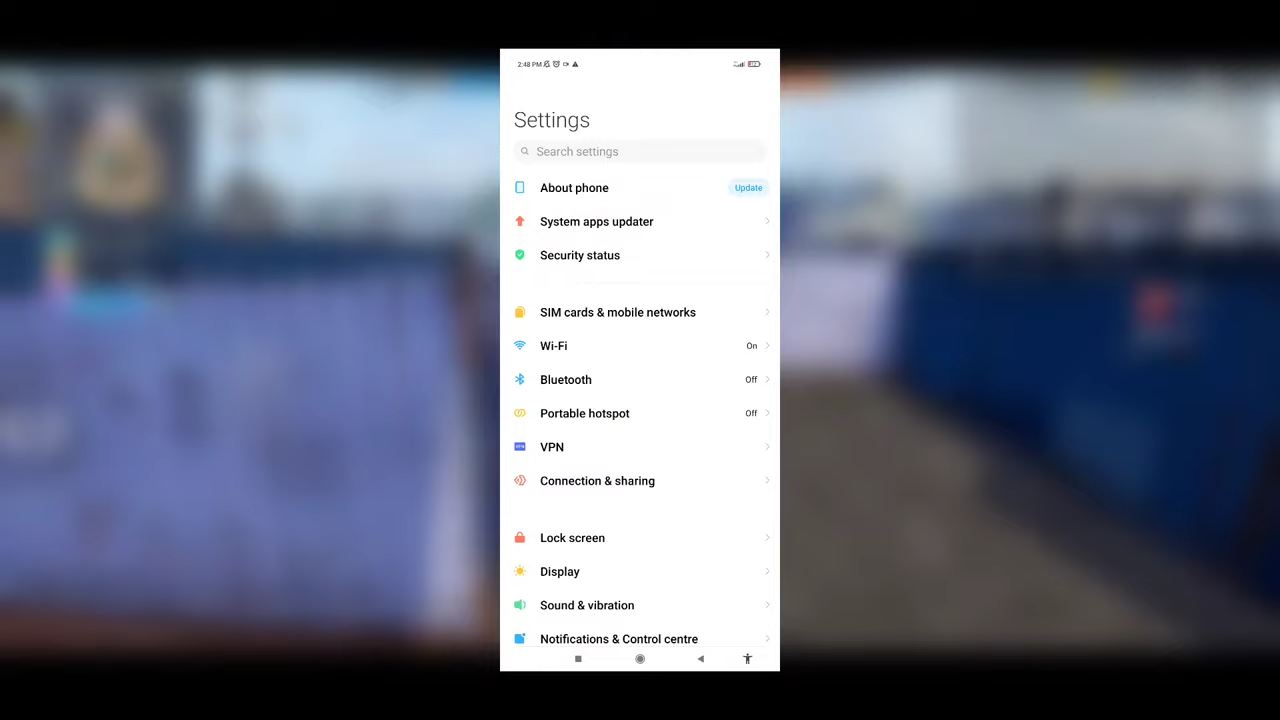 2:48 PM
Settings
Search settings
About phone
Update
System apps updater
Security status
SIM cards & mobile networks
Wi-Fi
On
Bluetooth
Off
Portable hotspot
Off
VPN
Connection & sharing
Lock screen
Display
Sound & vibration
Notifications & Control centre